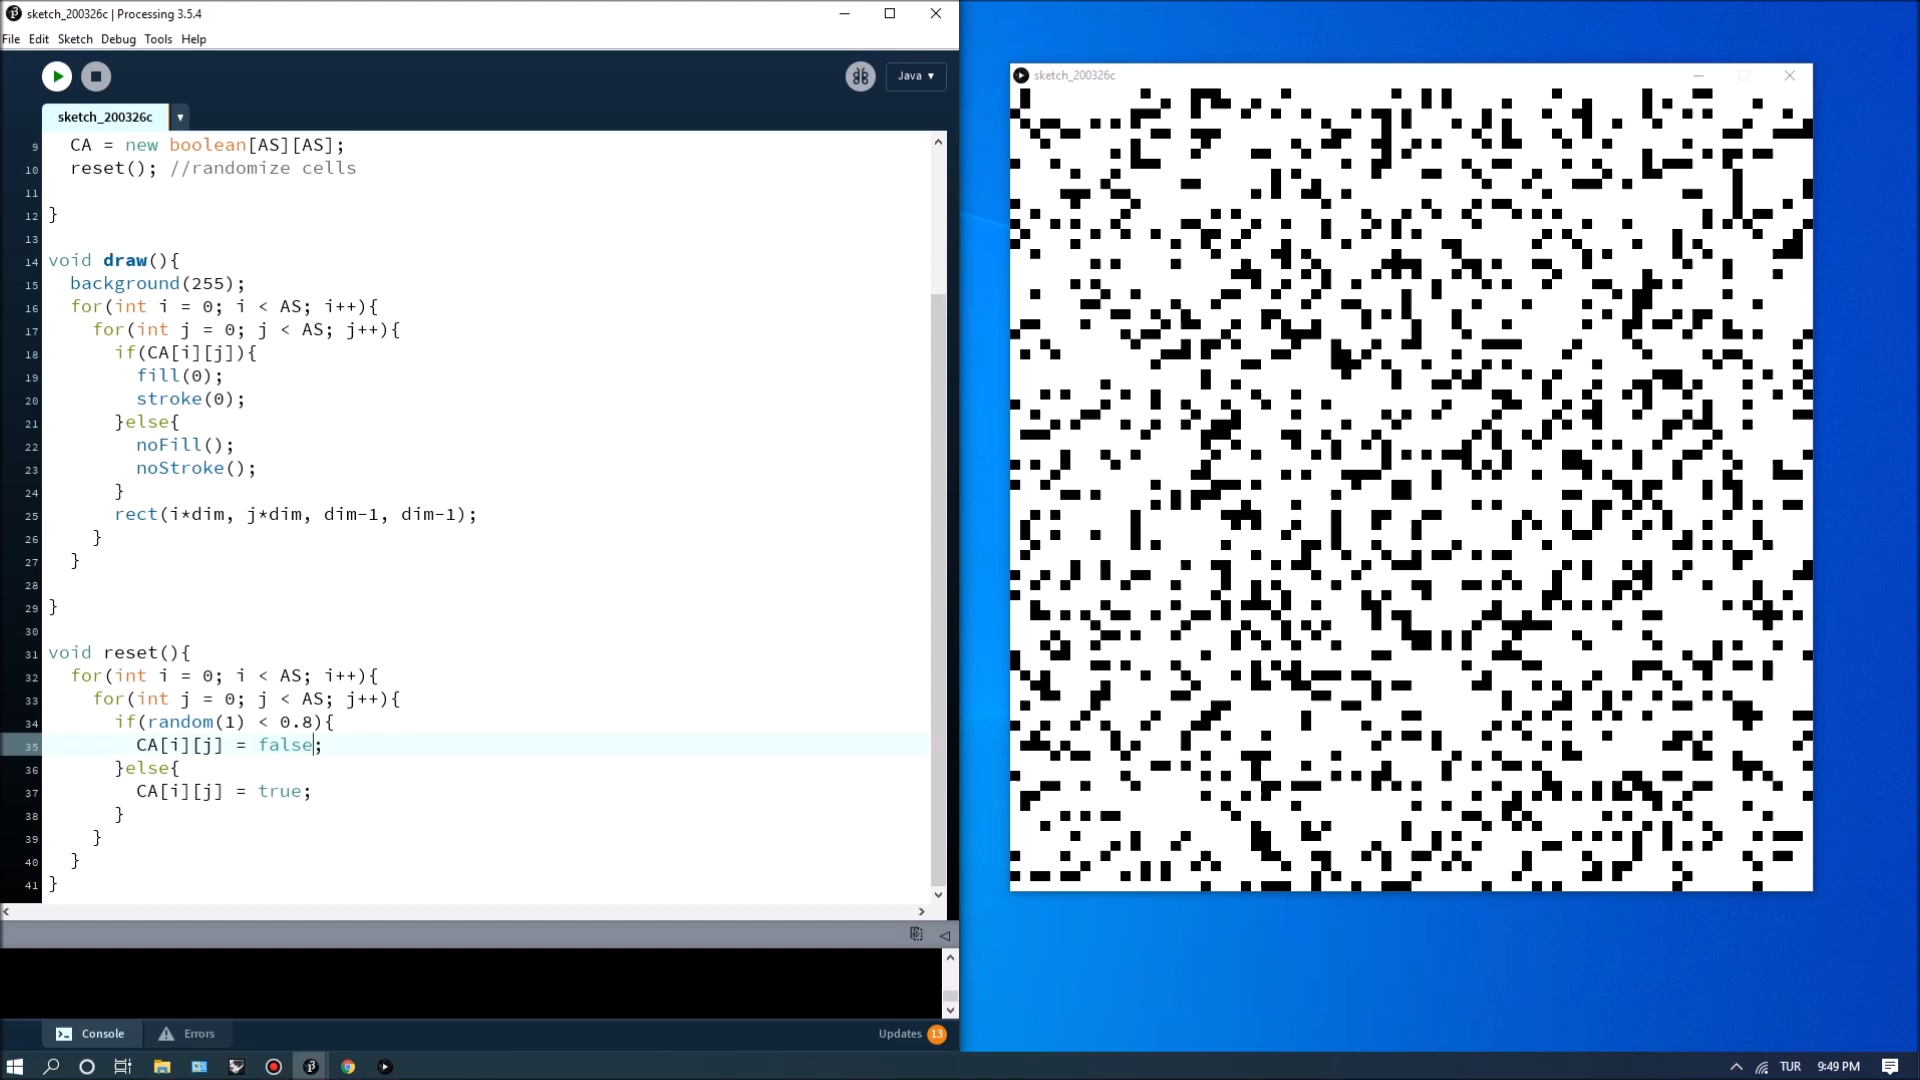 sketch_200326c | Processing 3.5.4
File Edit Sketch Debug Tools Help
Java ▾
sketch_200326c ▾
9 CA = new boolean[AS][AS];
10 reset(); //randomize cells
11
12 }
13
14 void draw(){
15 background(255);
16 for(int i = 0; i < AS; i++){
17 for(int j = 0; j < AS; j++){
18 if(CA[i][j]){
19 fill(0);
20 stroke(0);
21 }else{
22 noFill();
23 noStroke();
24 }
25 rect(i*dim, j*dim, dim-1, dim-1);
26 }
27 }
28
29 }
30
31 void reset(){
32 for(int i = 0; i < AS; i++){
33 for(int j = 0; j < AS; j++){
34 if(random(1) < 0.8){
35 CA[i][j] = false;
36 }else{
37 CA[i][j] = true;
38 }
39 }
40 }
41 }
Console Errors Updates 13
sketch_200326c
TUR 9:49 PM